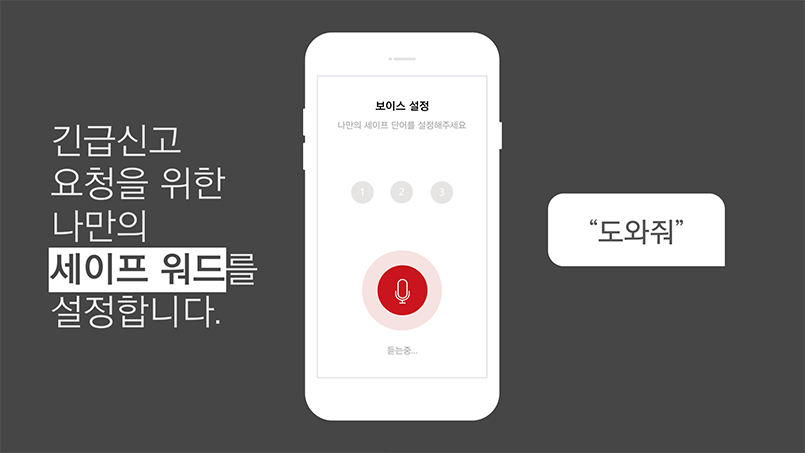 긴급신고
요청을 위한
나만의
세이프 워드를
설정합니다.
보이스 설정
나만의 세이프 단어를 설정해주세요
1 2 3
듣는중...
“도와줘”